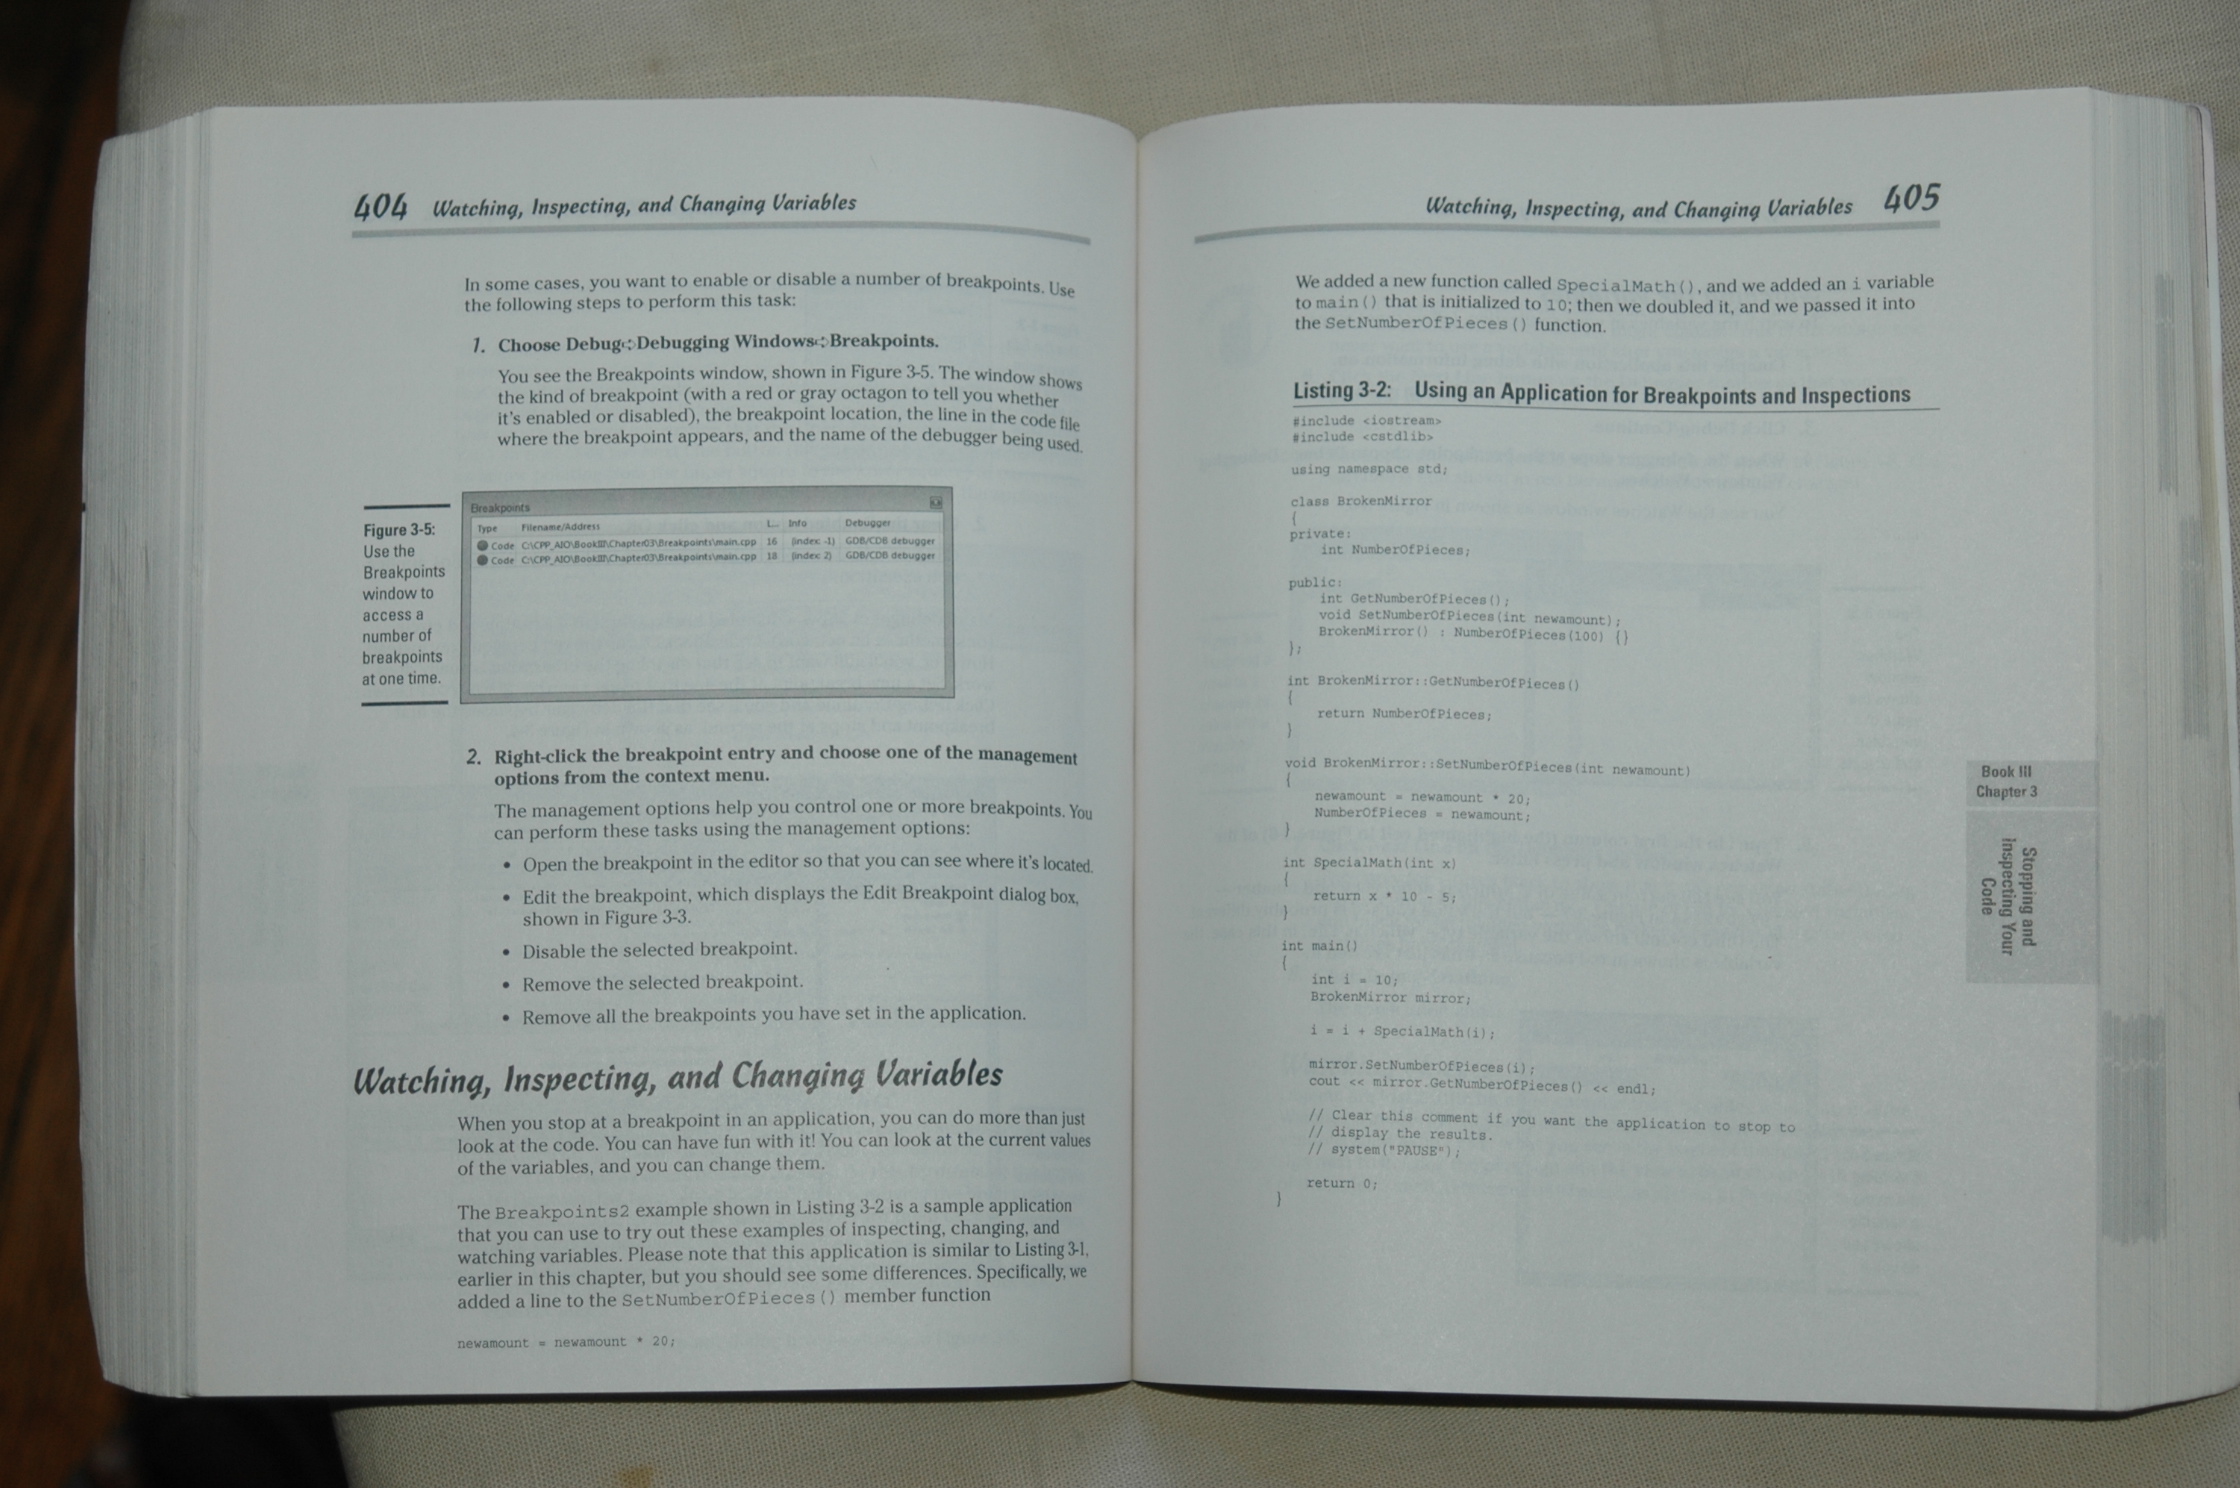 404 Watching, Inspecting, and Changing Variables
In some cases, you want to enable or disable a number of breakpoints. Use
the following steps to perform this task:
1. Choose Debug➪Debugging Windows➪Breakpoints.
You see the Breakpoints window, shown in Figure 3-5. The window shows
the kind of breakpoint (with a red or gray octagon to tell you whether
it's enabled or disabled), the breakpoint location, the line in the code file
where the breakpoint appears, and the name of the debugger being used.
Figure 3-5:
Use the
Breakpoints
window to
access a
number of
breakpoints
at one time.
Breakpoints
Type Filename/Address L... Info Debugger
Code C:\CPP_AIO\BookIII\Chapter03\Breakpoints\main.cpp 16 (index: -1) GDB/CDB debugger
Code C:\CPP_AIO\BookIII\Chapter03\Breakpoints\main.cpp 18 (index: 2) GDB/CDB debugger
2. Right-click the breakpoint entry and choose one of the management
options from the context menu.
The management options help you control one or more breakpoints. You
can perform these tasks using the management options:
• Open the breakpoint in the editor so that you can see where it's located.
• Edit the breakpoint, which displays the Edit Breakpoint dialog box,
shown in Figure 3-3.
• Disable the selected breakpoint.
• Remove the selected breakpoint.
• Remove all the breakpoints you have set in the application.
Watching, Inspecting, and Changing Variables
When you stop at a breakpoint in an application, you can do more than just
look at the code. You can have fun with it! You can look at the current values
of the variables, and you can change them.
The Breakpoints2 example shown in Listing 3-2 is a sample application
that you can use to try out these examples of inspecting, changing, and
watching variables. Please note that this application is similar to Listing 3-1,
earlier in this chapter, but you should see some differences. Specifically, we
added a line to the SetNumberOfPieces() member function
newamount = newamount * 20;
Watching, Inspecting, and Changing Variables 405
We added a new function called SpecialMath(), and we added an i variable
to main() that is initialized to 10; then we doubled it, and we passed it into
the SetNumberOfPieces() function.
Listing 3-2: Using an Application for Breakpoints and Inspections
#include <iostream>
#include <cstdlib>
using namespace std;
class BrokenMirror
{
private:
int NumberOfPieces;
public:
int GetNumberOfPieces();
void SetNumberOfPieces(int newamount);
BrokenMirror() : NumberOfPieces(100) {}
};
int BrokenMirror::GetNumberOfPieces()
{
return NumberOfPieces;
}
void BrokenMirror::SetNumberOfPieces(int newamount)
{
newamount = newamount * 20;
NumberOfPieces = newamount;
}
int SpecialMath(int x)
{
return x * 10 - 5;
}
int main()
{
int i = 10;
BrokenMirror mirror;
i = i + SpecialMath(i);
mirror.SetNumberOfPieces(i);
cout << mirror.GetNumberOfPieces() << endl;
// Clear this comment if you want the application to stop to
// display the results.
// system("PAUSE");
return 0;
}
Book III
Chapter 3
Stopping and
Inspecting Your
Code